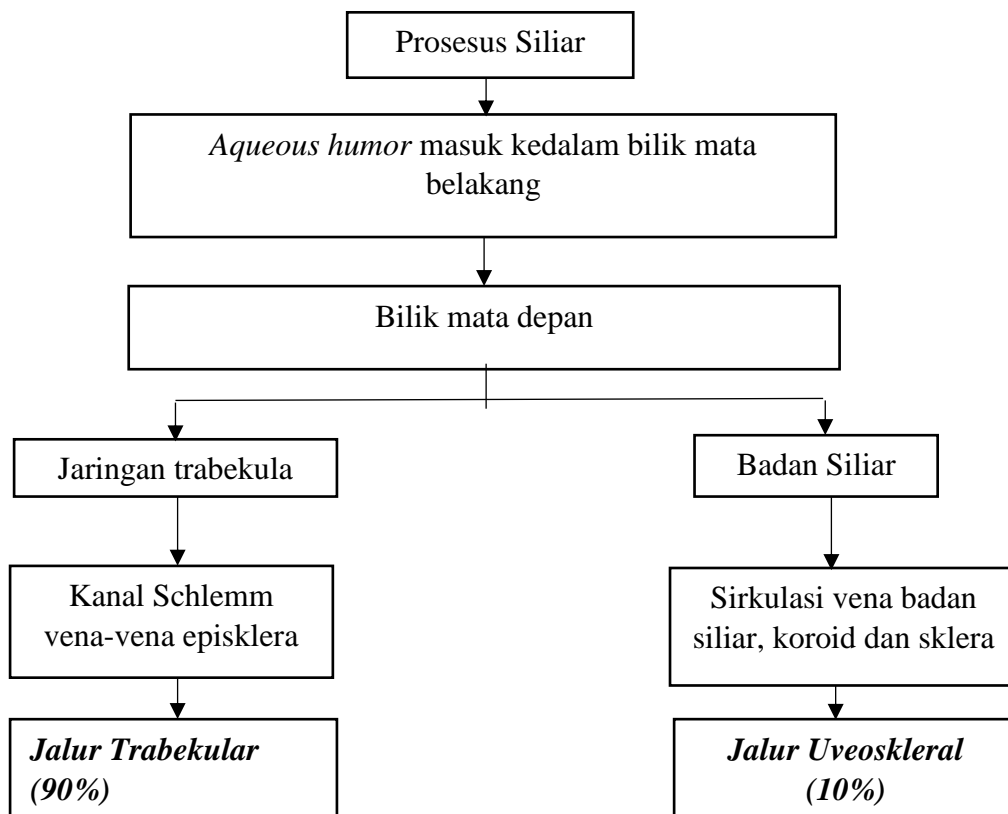 Prosesus Siliar
Aqueous humor masuk kedalam bilik mata
belakang
Bilik mata depan
Jaringan trabekula
Badan Siliar
Kanal Schlemm
vena-vena episklera
Sirkulasi vena badan
siliar, koroid dan sklera
Jalur Trabekular
(90%)
Jalur Uveoskleral
(10%)